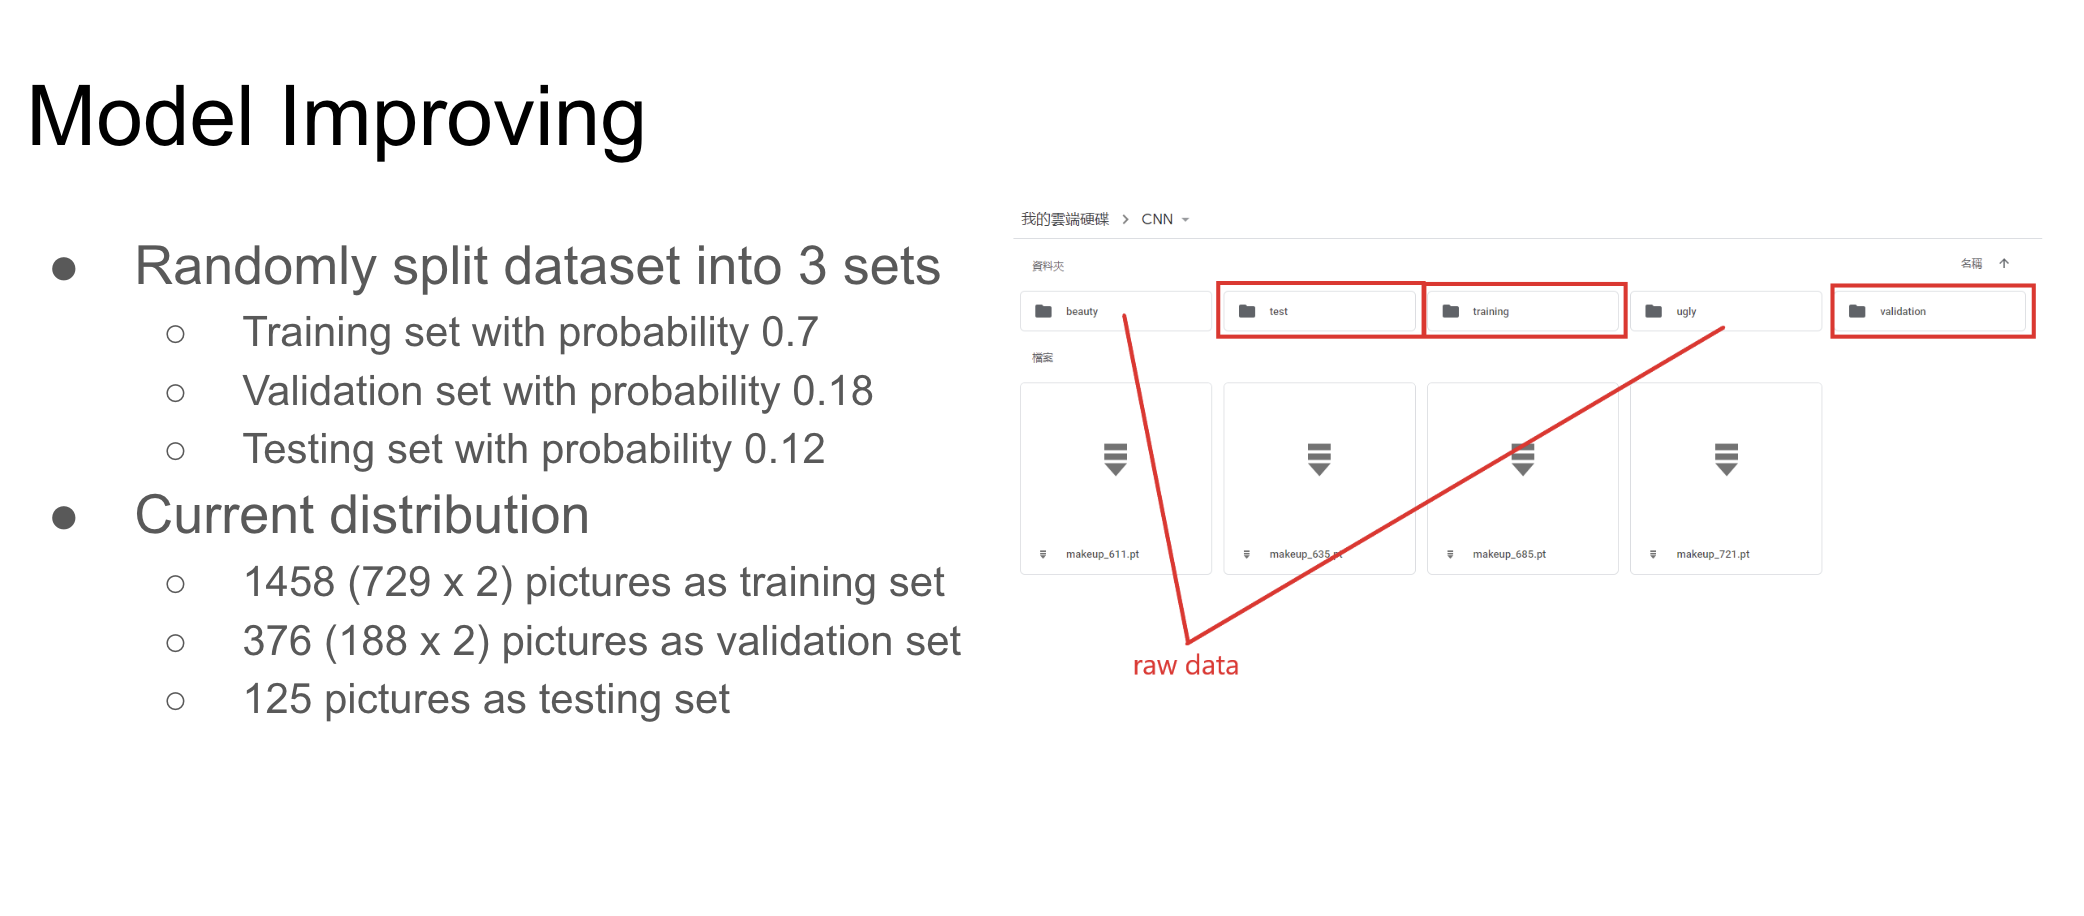 Model Improving
● Randomly split dataset into 3 sets
○ Training set with probability 0.7
○ Validation set with probability 0.18
○ Testing set with probability 0.12
● Current distribution
○ 1458 (729 x 2) pictures as training set
○ 376 (188 x 2) pictures as validation set
○ 125 pictures as testing set
我的雲端硬碟 > CNN
資料夾 名稱 ↑
beauty test training ugly validation
檔案
makeup_611.pt makeup_635.pt makeup_685.pt makeup_721.pt
raw data